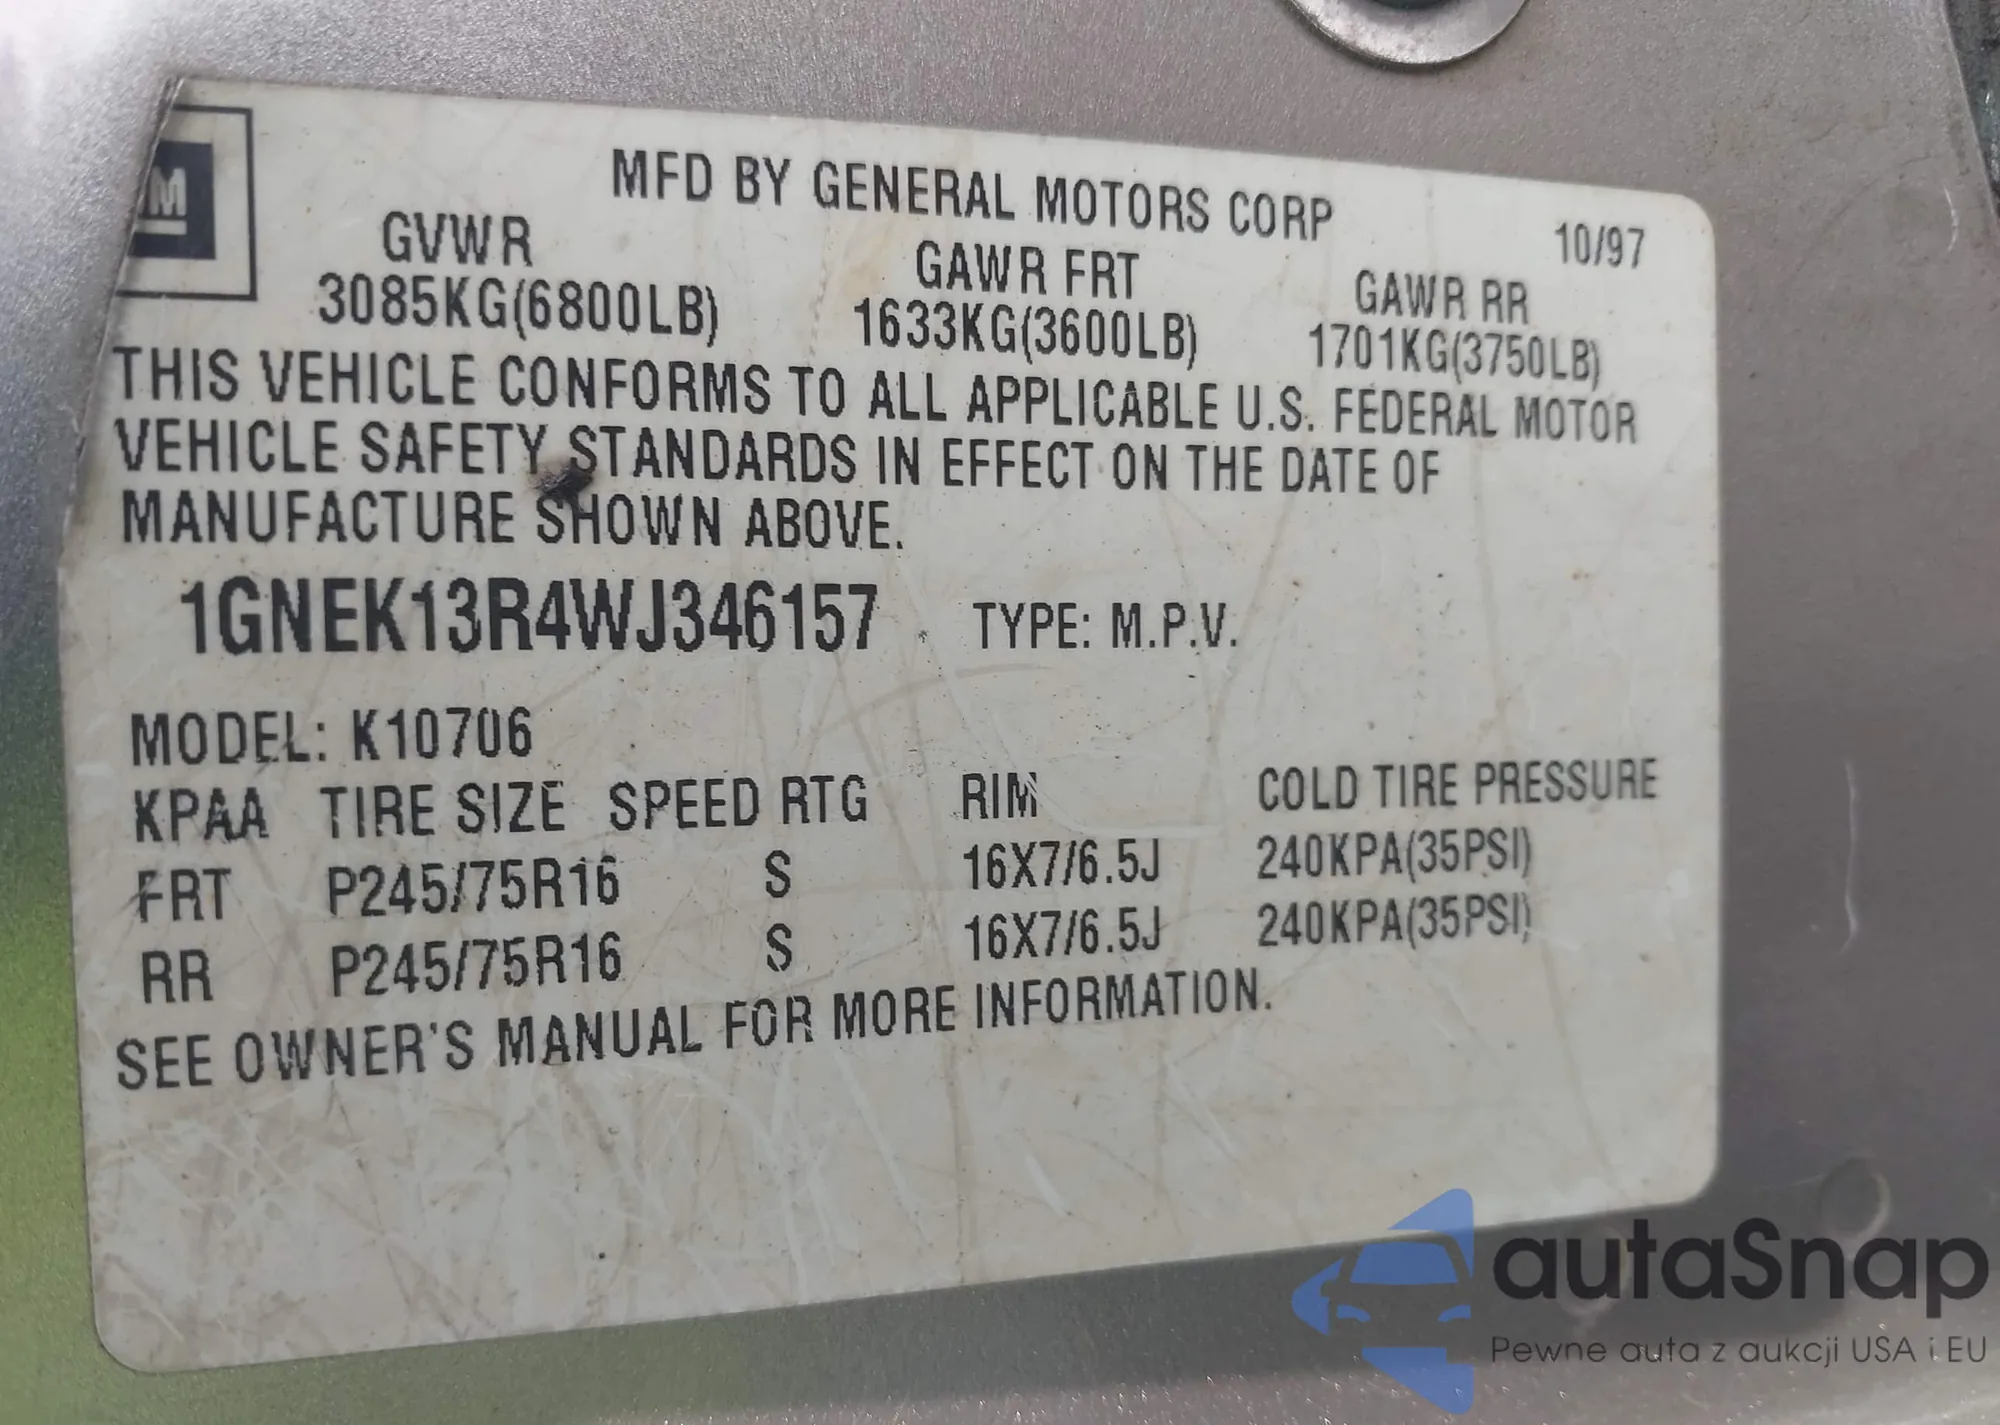 GM
MFD BY GENERAL MOTORS CORP
10/97
GVWR GAWR FRT GAWR RR
3085KG(6800LB) 1633KG(3600LB) 1701KG(3750LB)
THIS VEHICLE CONFORMS TO ALL APPLICABLE U.S. FEDERAL MOTOR
VEHICLE SAFETY STANDARDS IN EFFECT ON THE DATE OF
MANUFACTURE SHOWN ABOVE.
1GNEK13R4WJ346157 TYPE: M.P.V.
MODEL: K10706
KPAA TIRE SIZE SPEED RTG RIM COLD TIRE PRESSURE
FRT P245/75R16 S 16X7/6.5J 240KPA(35PSI)
RR P245/75R16 S 16X7/6.5J 240KPA(35PSI)
SEE OWNER'S MANUAL FOR MORE INFORMATION.
autaSnap
Pewne auta z aukcji USA i EU